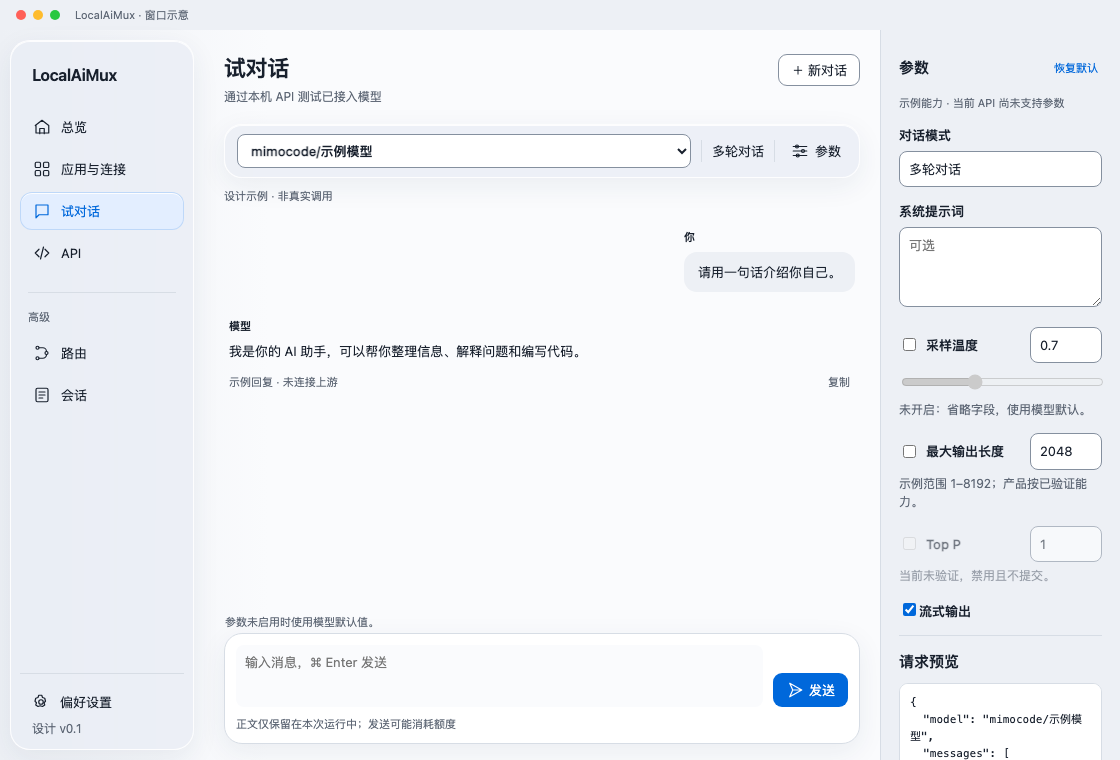 LocalAiMux · 窗口示意
LocalAiMux
总览
应用与连接
试对话
API
高级
路由
会话
偏好设置
设计 v0.1
试对话
通过本机 API 测试已接入模型
＋ 新对话
mimocode/示例模型
多轮对话
参数
设计示例 · 非真实调用
你
请用一句话介绍你自己。
模型
我是你的 AI 助手，可以帮你整理信息、解释问题和编写代码。
示例回复 · 未连接上游
复制
参数未启用时使用模型默认值。
输入消息，⌘ Enter 发送
发送
正文仅保留在本次运行中；发送可能消耗额度
参数
恢复默认
示例能力 · 当前 API 尚未支持参数
对话模式
多轮对话
系统提示词
可选
采样温度
0.7
未开启：省略字段，使用模型默认。
最大输出长度
2048
示例范围 1–8192；产品按已验证能
力。
Top P
1
当前未验证，禁用且不提交。
流式输出
请求预览
{
"model": "mimocode/示例模
型",
"messages": [